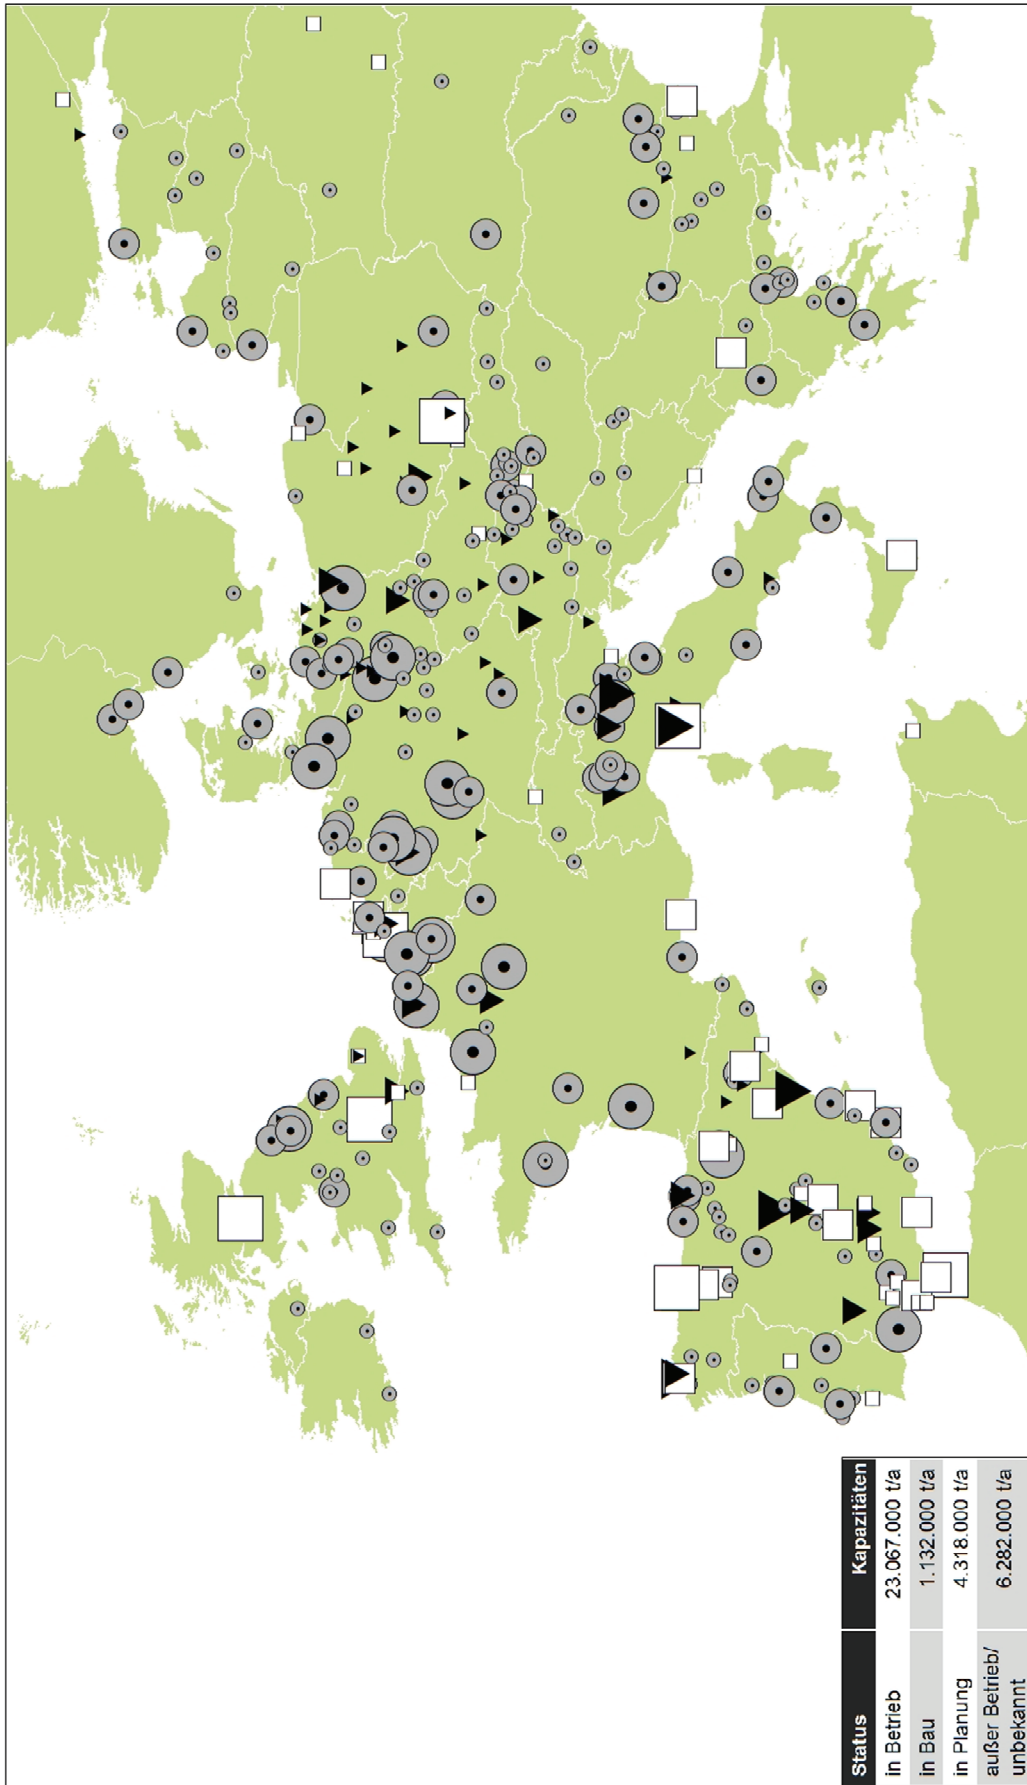 Status Kapazitäten
in Betrieb 23.067.000 t/a
in Bau 1.132.000 t/a
in Planung 4.318.000 t/a
außer Betrieb/
unbekannt 6.282.000 t/a